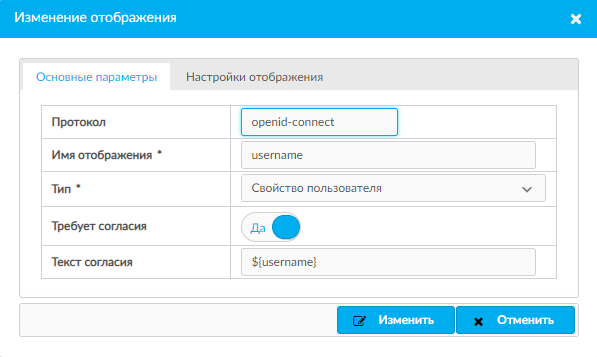 Изменение отображения
Основные параметры Настройки отображения
Протокол openid-connect
Имя отображения * username
Тип * Свойство пользователя
Требует согласия Да
Текст согласия ${username}
Изменить Отменить